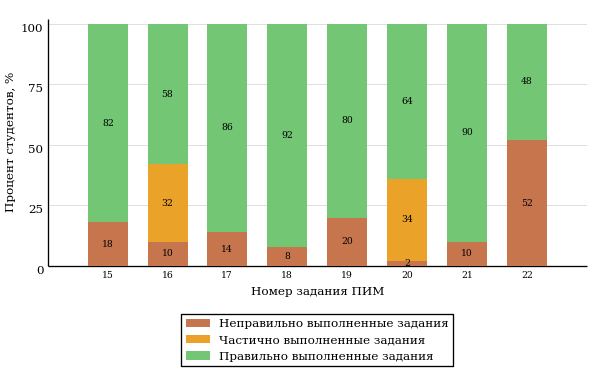 100
75
50
25
0
Процент студентов, %
82 58 86 92 80 64 90 48
32 34
18 10 14 8 20 2 10 52
15 16 17 18 19 20 21 22
Номер задания ПИМ
Неправильно выполненные задания
Частично выполненные задания
Правильно выполненные задания